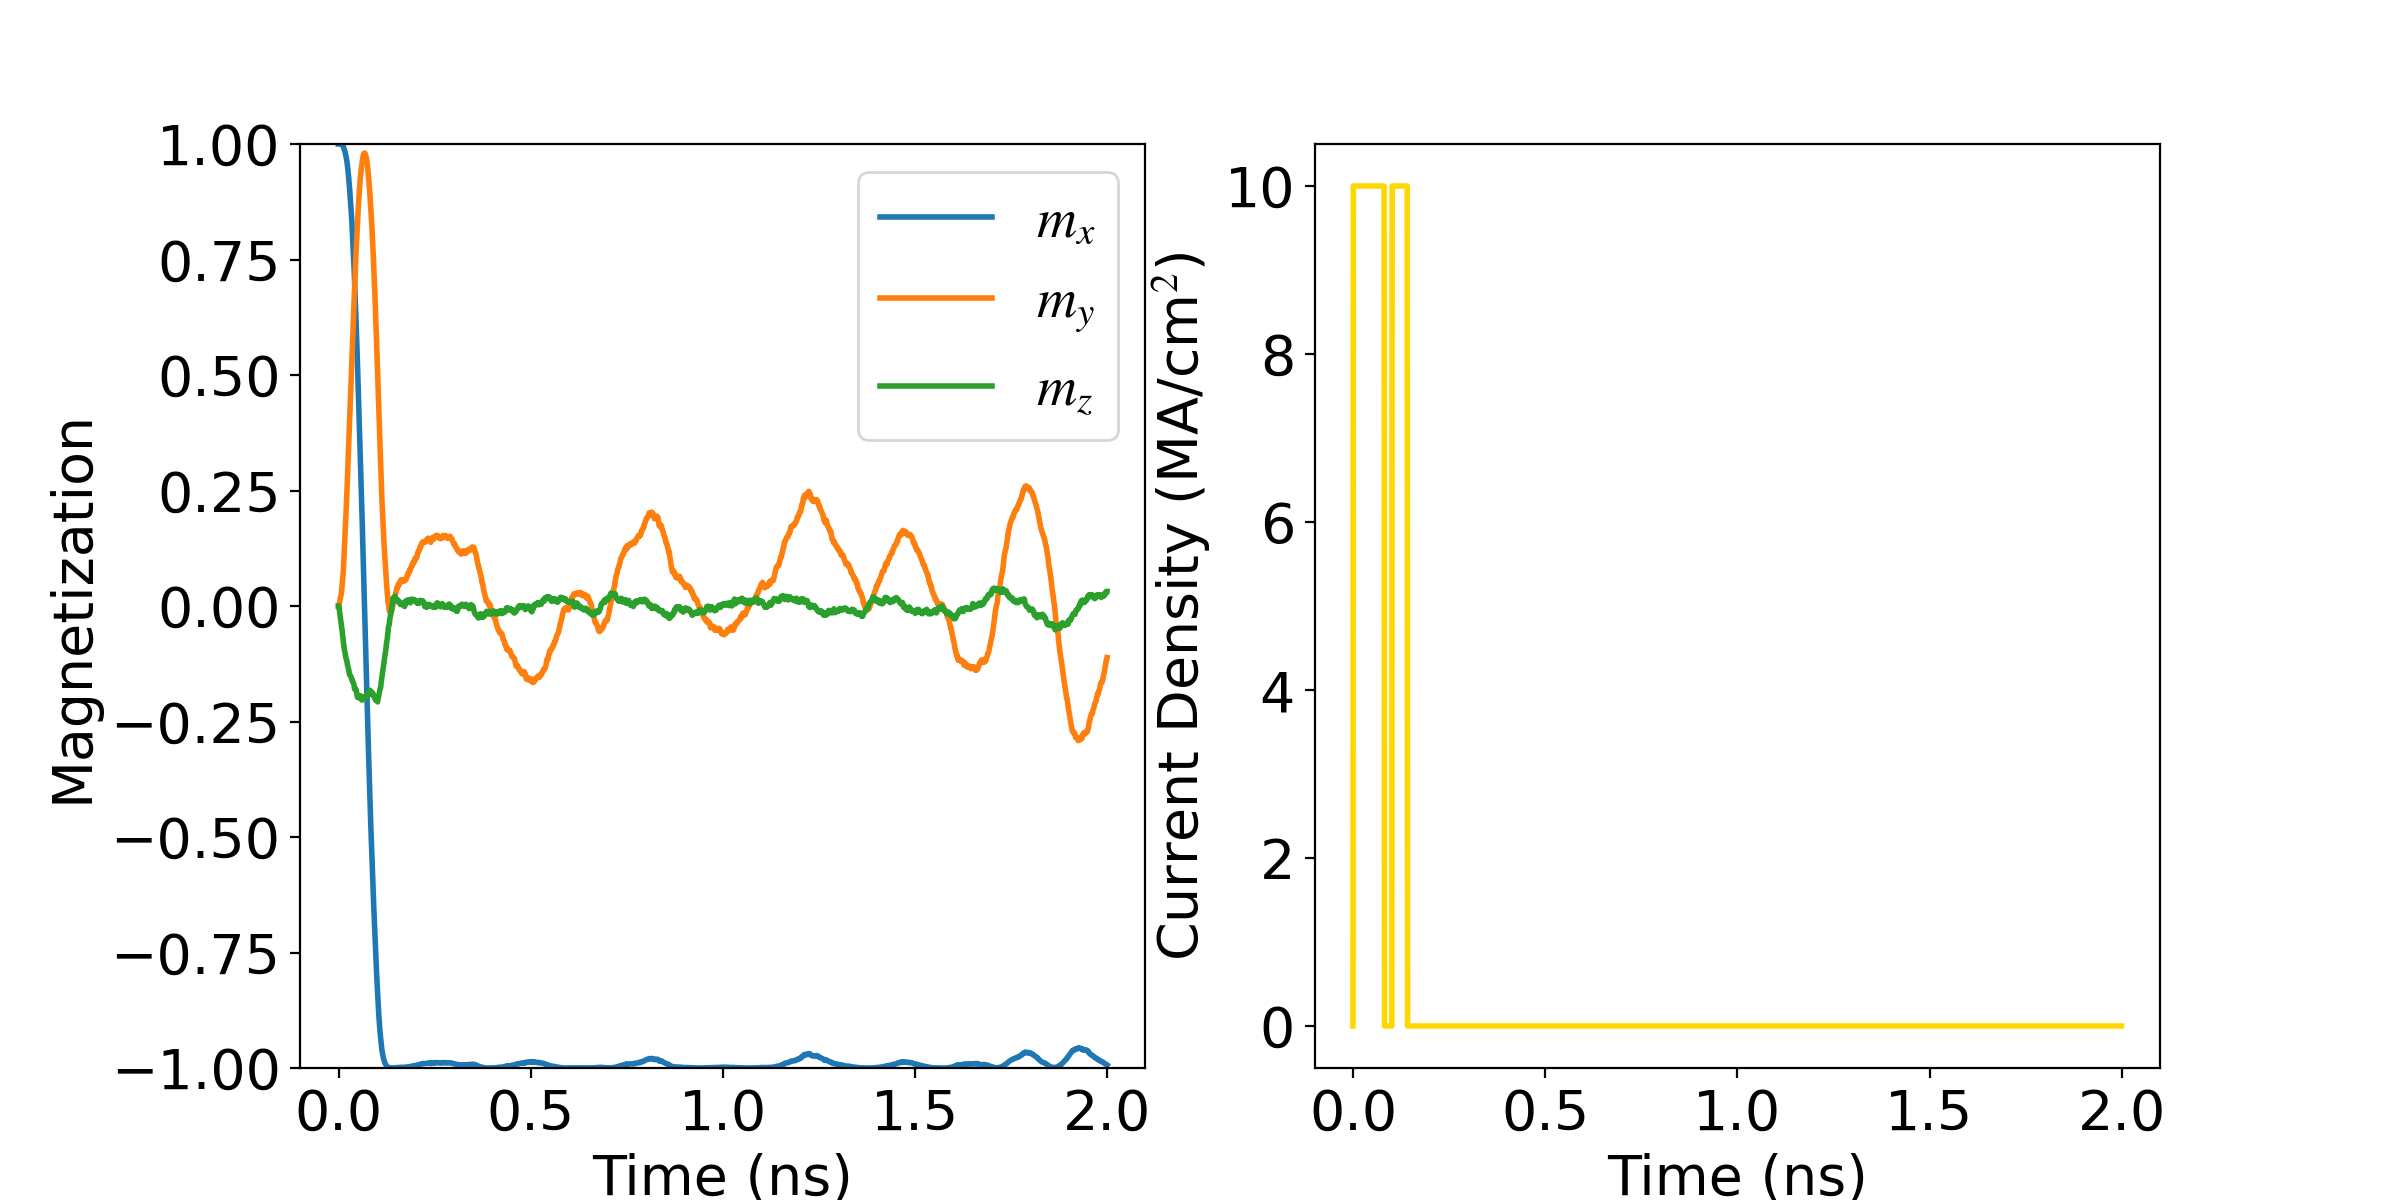 1.00
0.75
0.50
0.25
0.00
−0.25
−0.50
−0.75
−1.00
Magnetization
0.0 0.5 1.0 1.5 2.0
Time (ns)
m_x
m_y
m_z
10
8
6
4
2
0
Current Density (MA/cm²)
0.0 0.5 1.0 1.5 2.0
Time (ns)